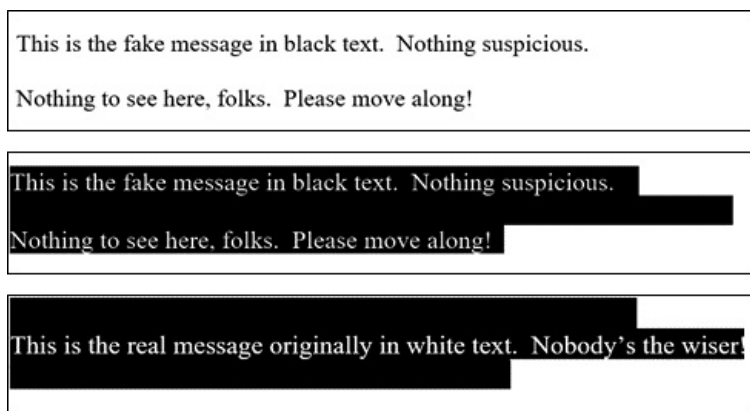 This is the fake message in black text.  Nothing suspicious.
Nothing to see here, folks.  Please move along!
This is the fake message in black text.  Nothing suspicious.
Nothing to see here, folks.  Please move along!
This is the real message originally in white text.  Nobody’s the wiser!